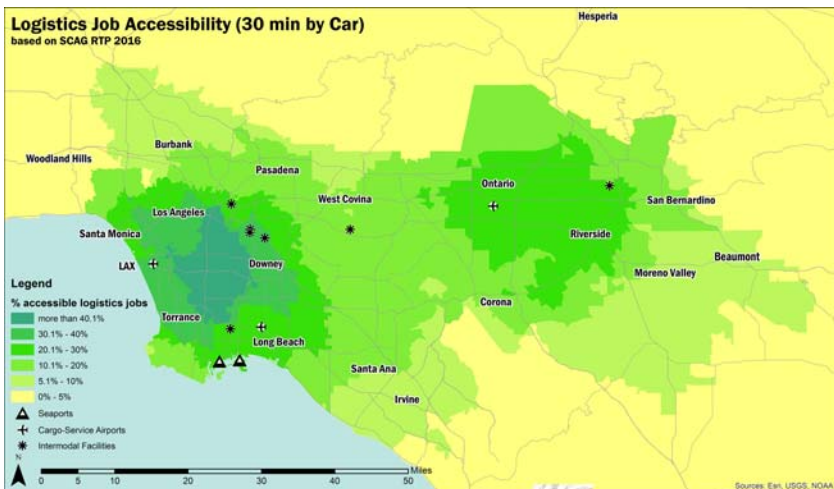 Logistics Job Accessibility (30 min by Car)
based on SCAG RTP 2016
Hesperia
Burbank
Woodland Hills
Pasadena
West Covina
Ontario
San Bernardino
Los Angeles
Santa Monica
Riverside
LAX
Downey
Beaumont
Moreno Valley
Legend
% accessible logistics jobs
more than 40.1%
30.1% - 40%
20.1% - 30%
10.1% - 20%
5.1% - 10%
0% - 5%
Seaports
Cargo-Service Airports
Intermodal Facilities
Torrance
Corona
Long Beach
Santa Ana
Irvine
N
0 5 10 20 30 40 50 Miles
Sources: Esri, USGS, NOAA